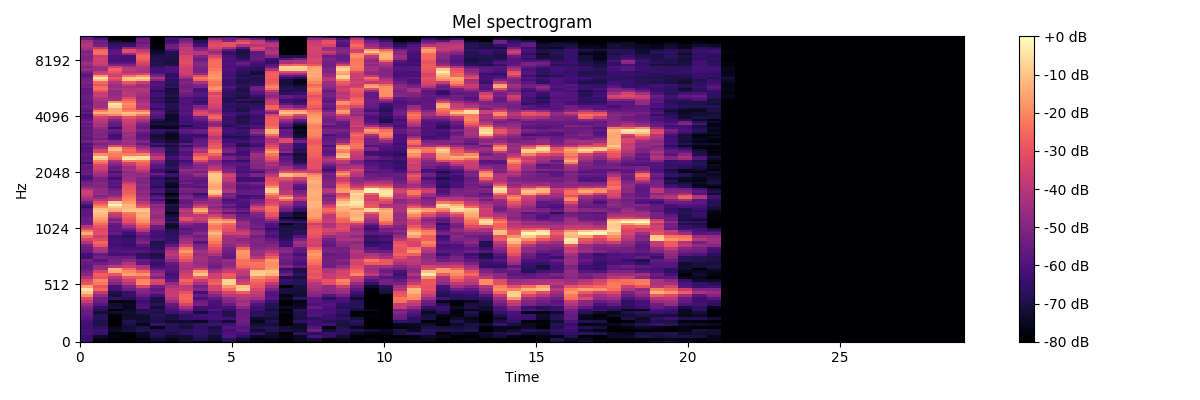 Mel spectrogram
8192
4096
2048
1024
512
0
Hz
0 5 10 15 20 25
Time
+0 dB
-10 dB
-20 dB
-30 dB
-40 dB
-50 dB
-60 dB
-70 dB
-80 dB